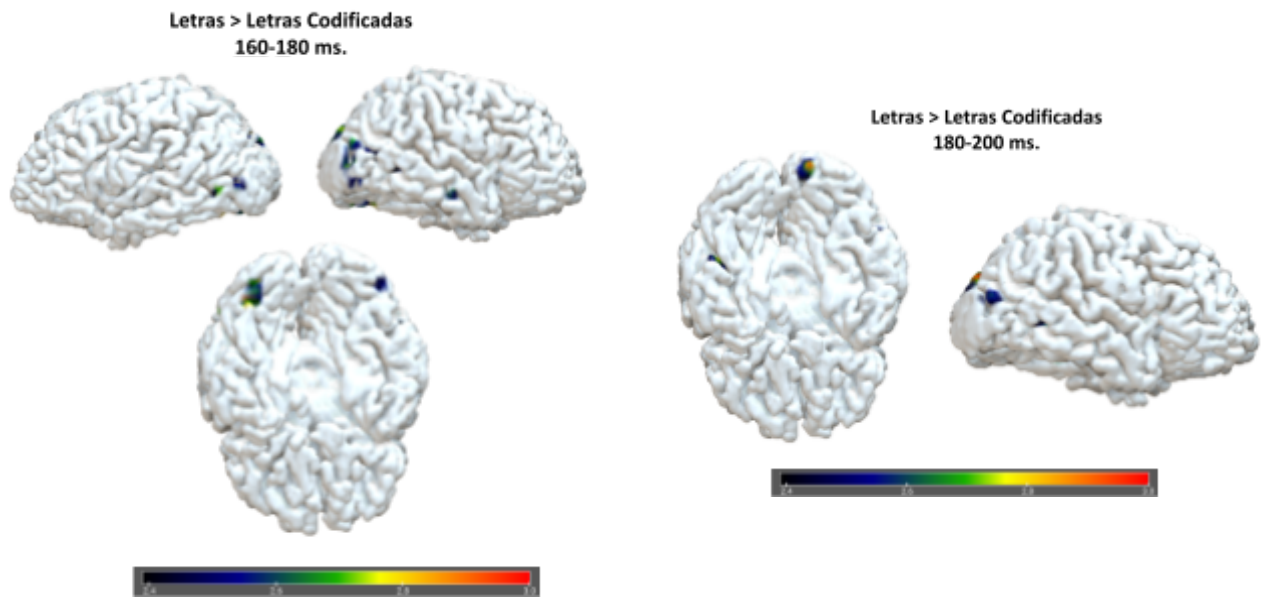 Letras > Letras Codificadas
160-180 ms.
Letras > Letras Codificadas
180-200 ms.